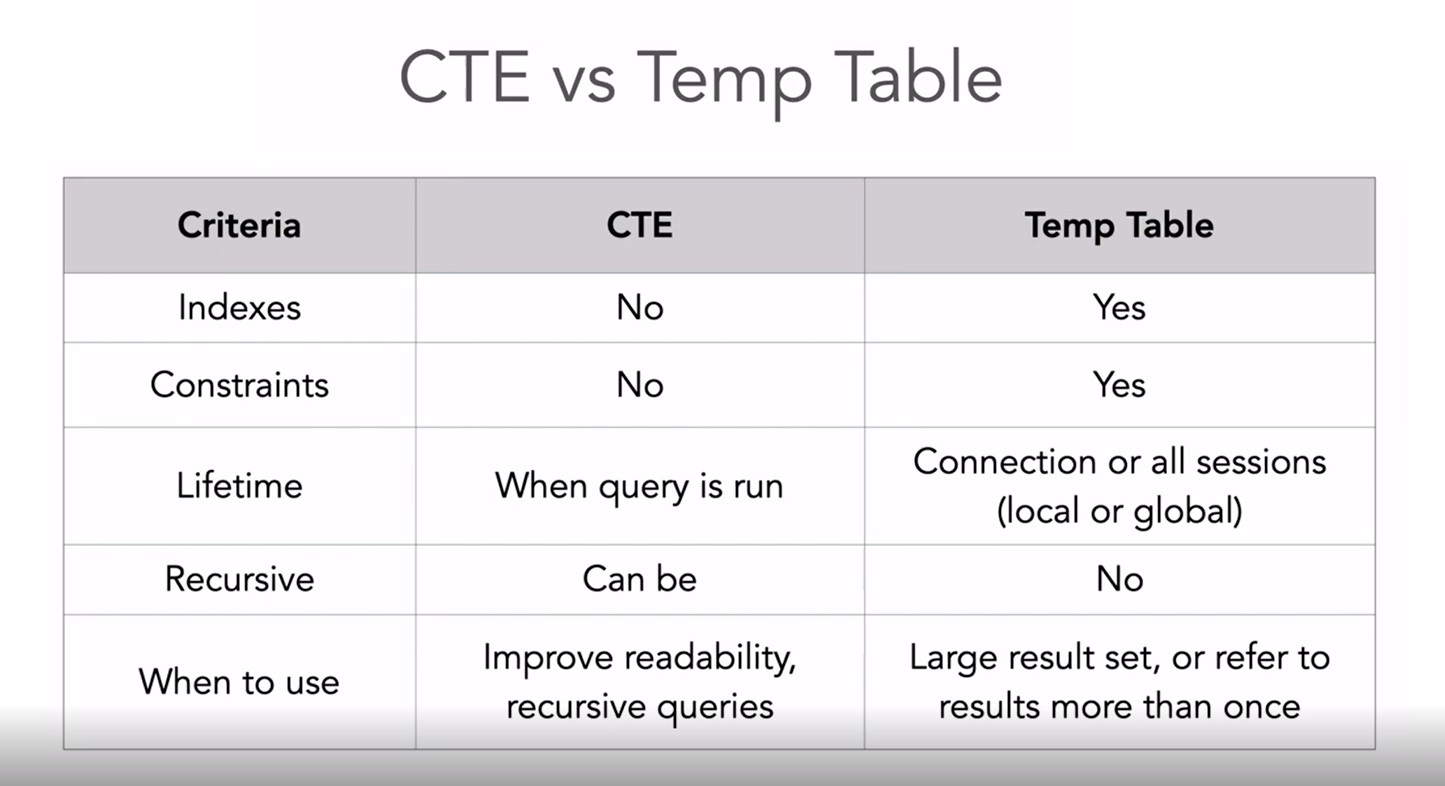 CTE vs Temp Table
Criteria CTE Temp Table
Indexes No Yes
Constraints No Yes
Lifetime When query is run Connection or all sessions
(local or global)
Recursive Can be No
When to use Improve readability,
recursive queries Large result set, or refer to
results more than once